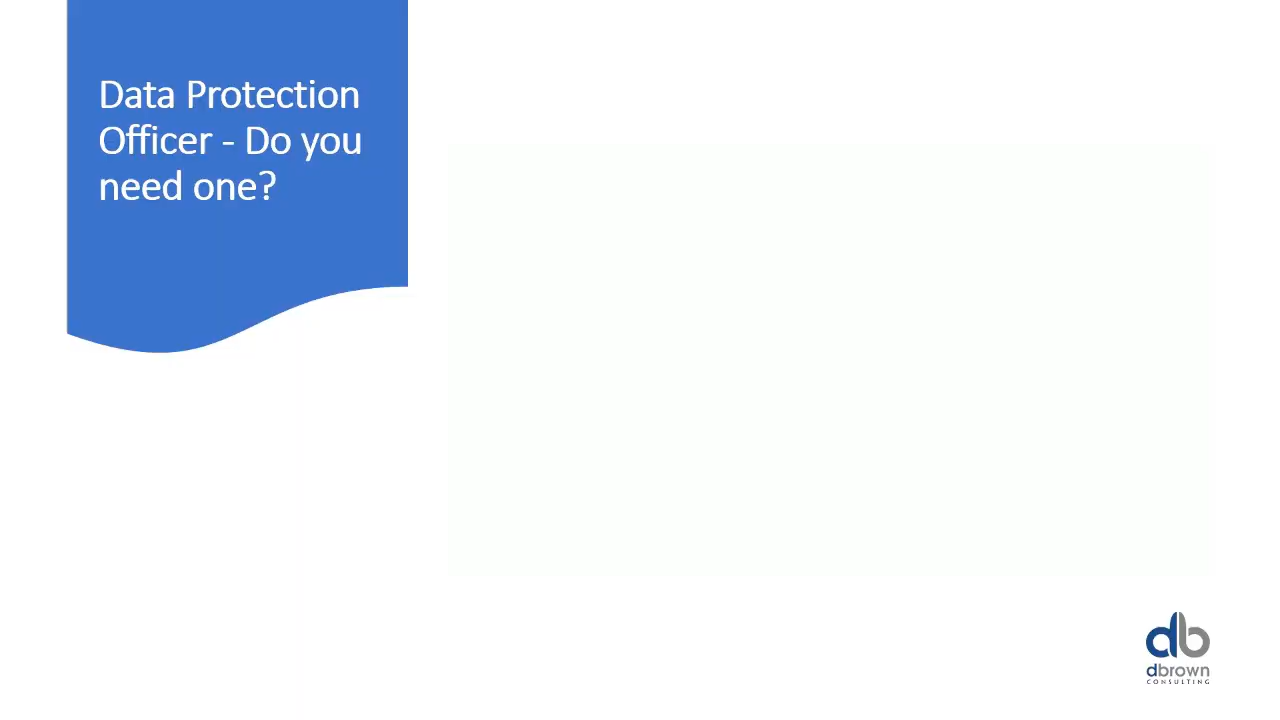 Data Protection
Officer - Do you
need one?
db
dbrown
CONSULTING